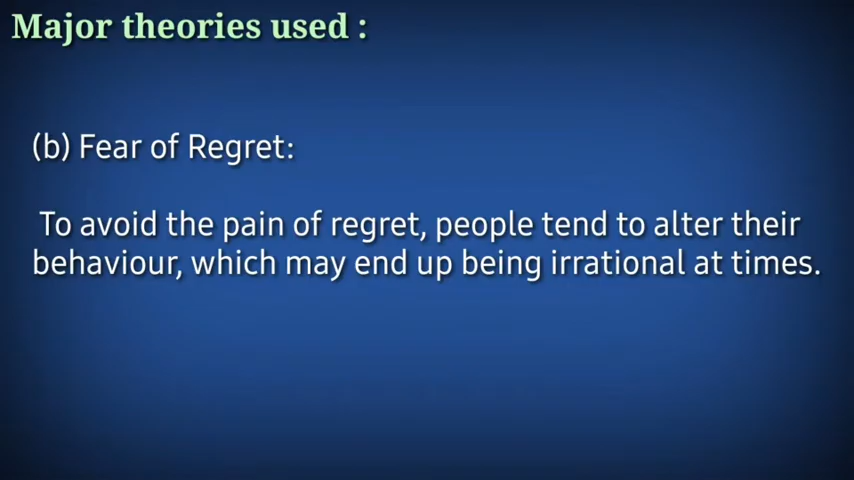 Major theories used :
(b) Fear of Regret:
To avoid the pain of regret, people tend to alter their
behaviour, which may end up being irrational at times.